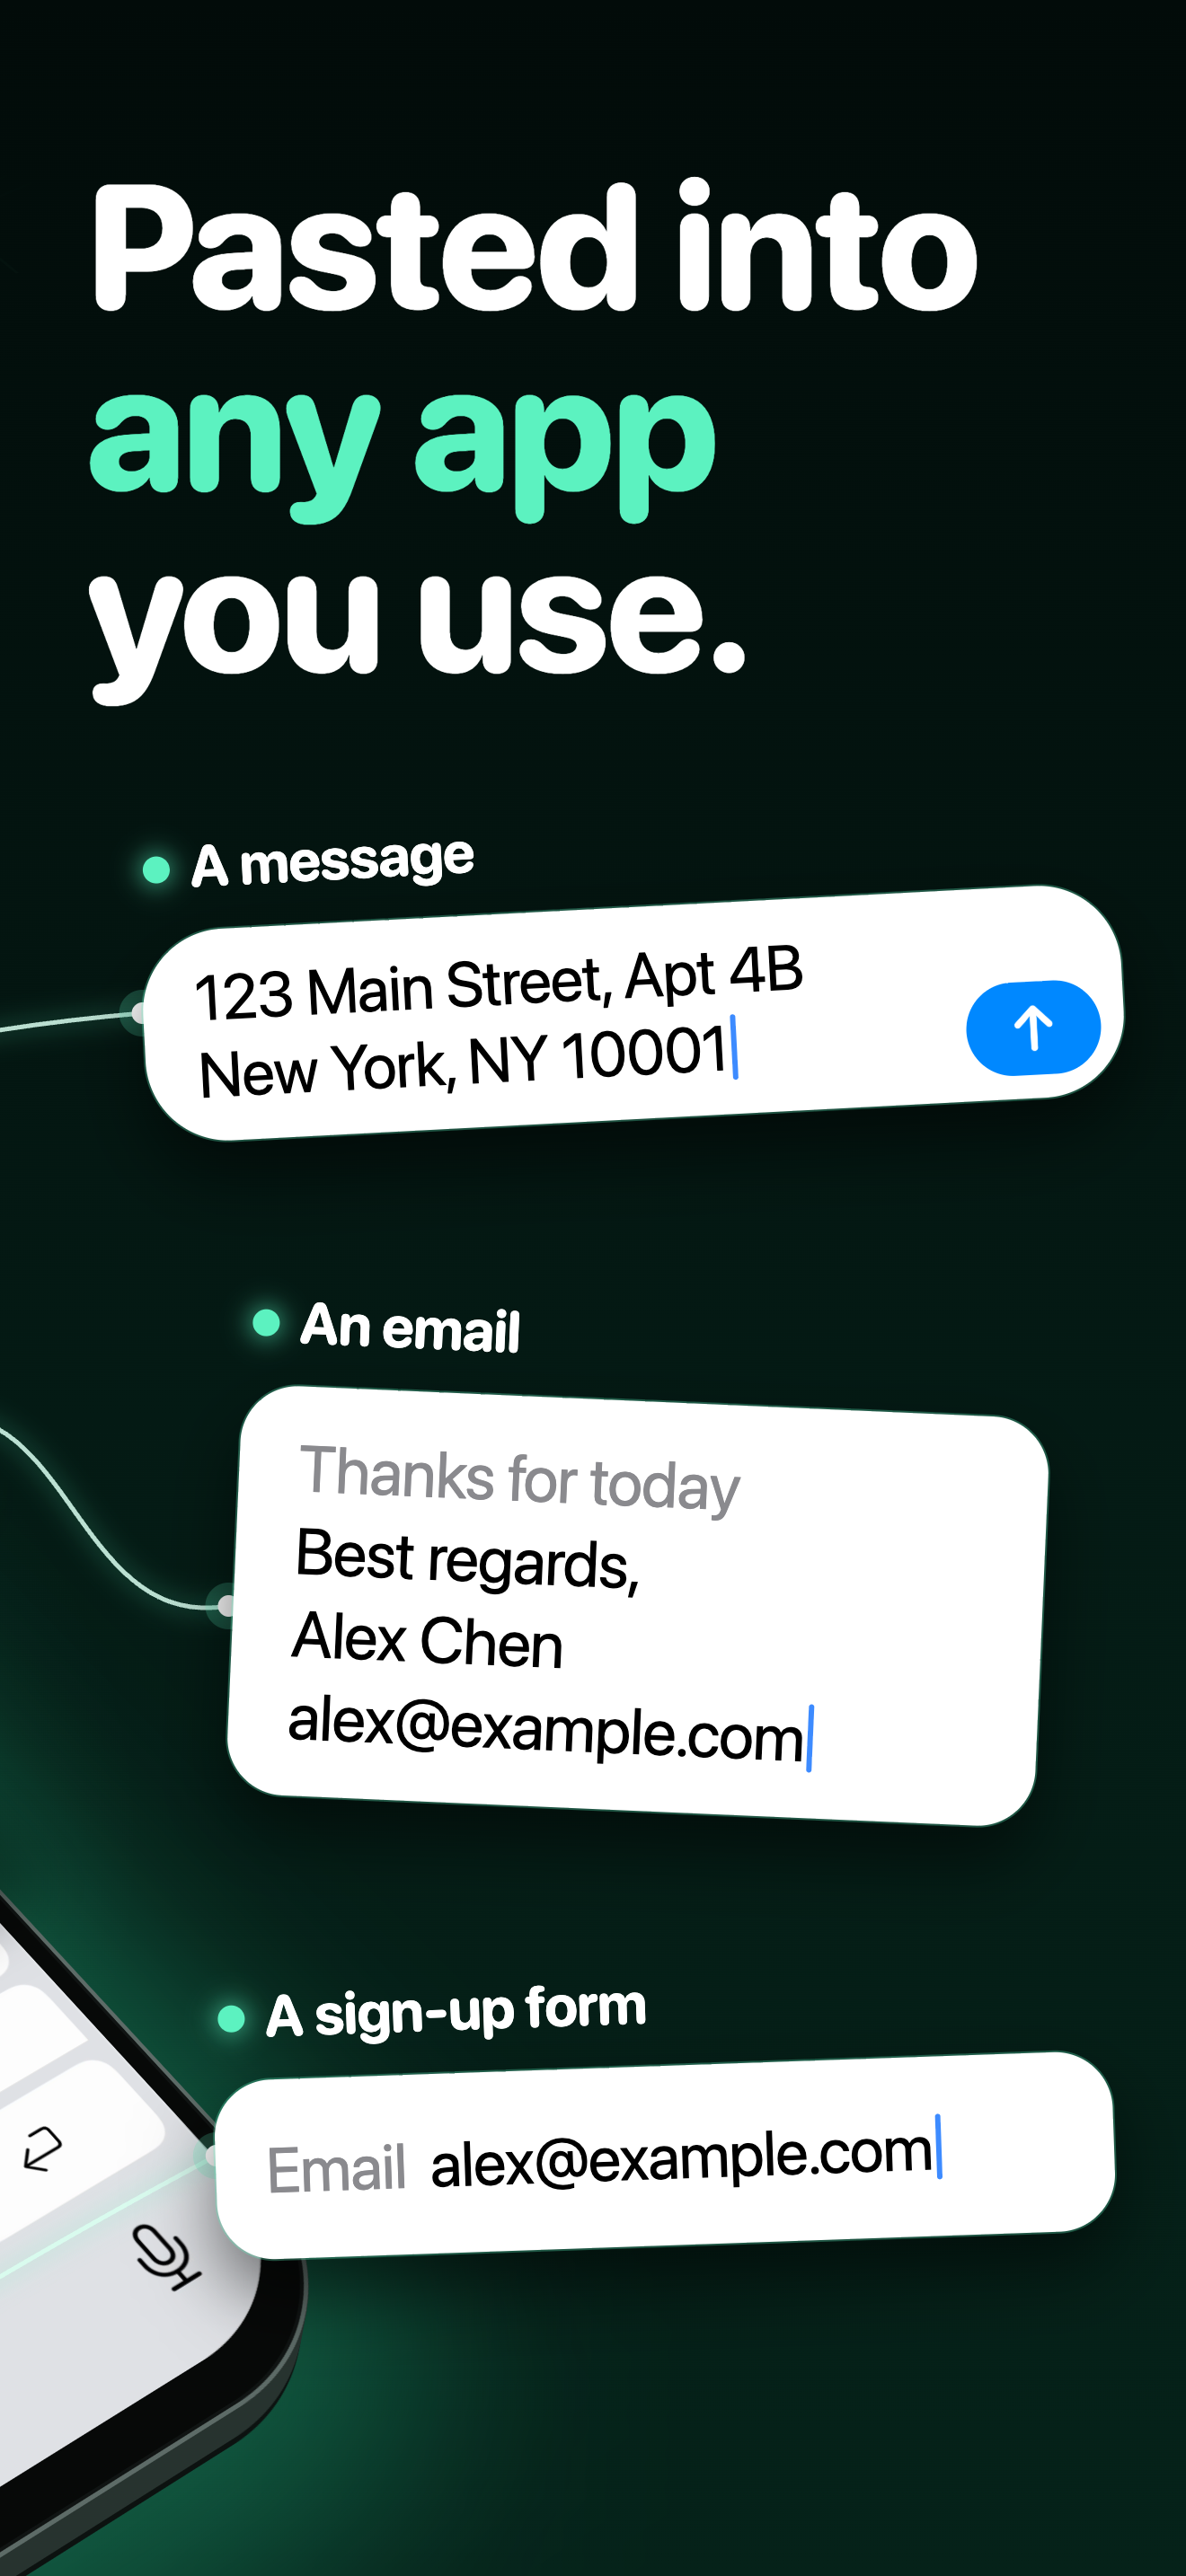 Pasted into
any app
you use.
A message
123 Main Street, Apt 4B
New York, NY 10001
An email
Thanks for today
Best regards,
Alex Chen
alex@example.com
A sign-up form
Email alex@example.com